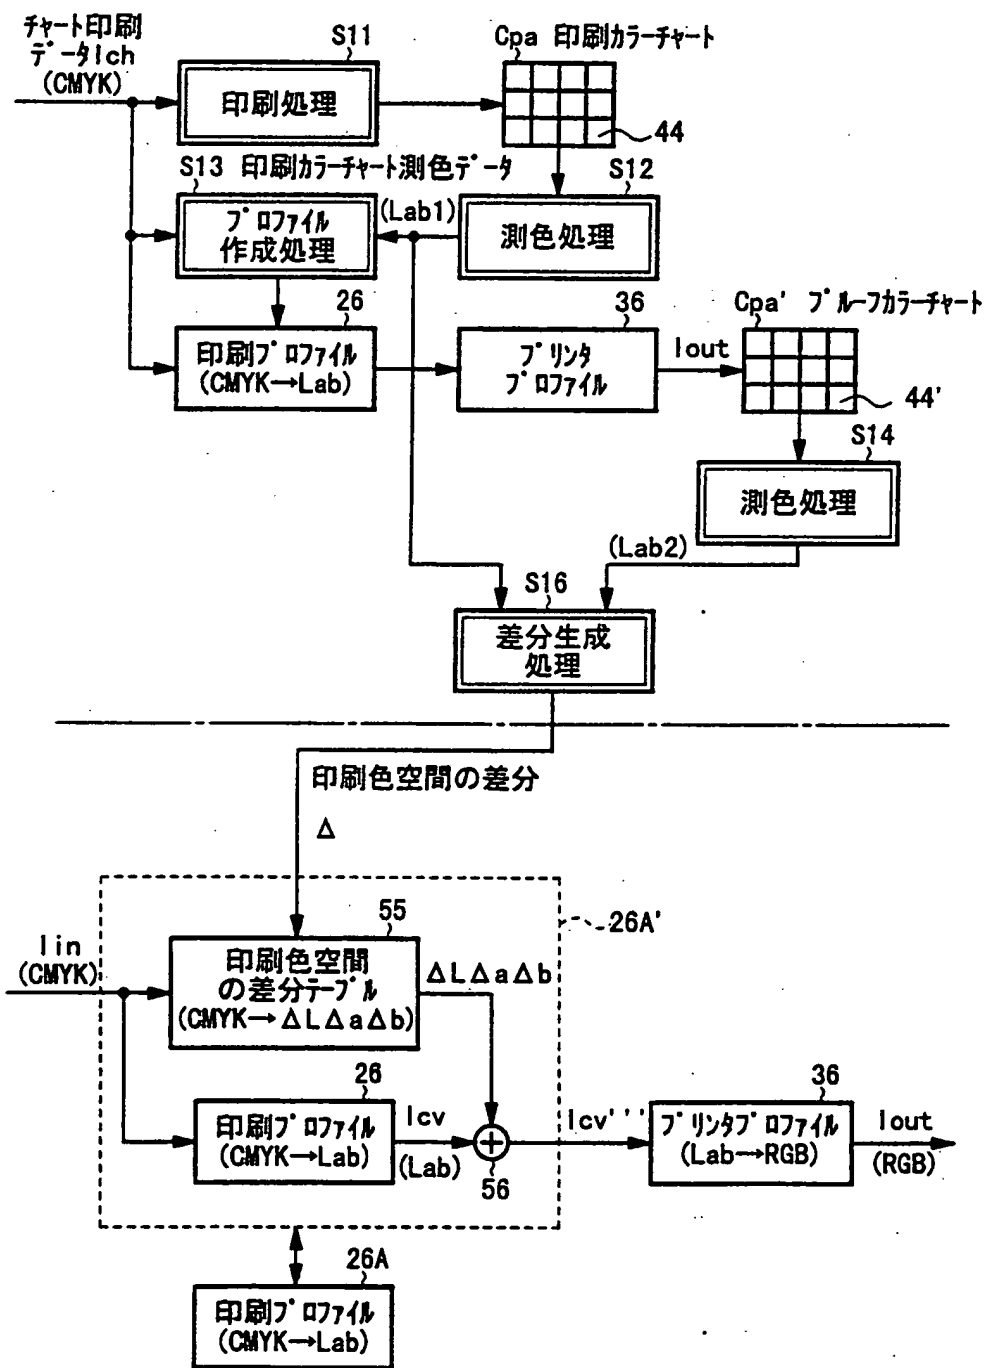 チャート印刷
データIch
(CMYK)
S11
印刷処理
Cpa 印刷カラーチャート
44
S13 印刷カラーチャート測色データ
プロファイル
作成処理
(Lab1)
S12
測色処理
26
印刷プロファイル
(CMYK→Lab)
36
プリンタ
プロファイル
Iout
Cpa' プルーフカラーチャート
44'
S14
測色処理
(Lab2)
S16
差分生成
処理
印刷色空間の差分
Δ
26A'
Iin
(CMYK)
55
印刷色空間
の差分テーブル
(CMYK→ΔLΔaΔb)
ΔLΔaΔb
26
印刷プロファイル
(CMYK→Lab)
Icv
(Lab)
56
Icv'''
36
プリンタプロファイル
(Lab→RGB)
Iout
(RGB)
26A
印刷プロファイル
(CMYK→Lab)